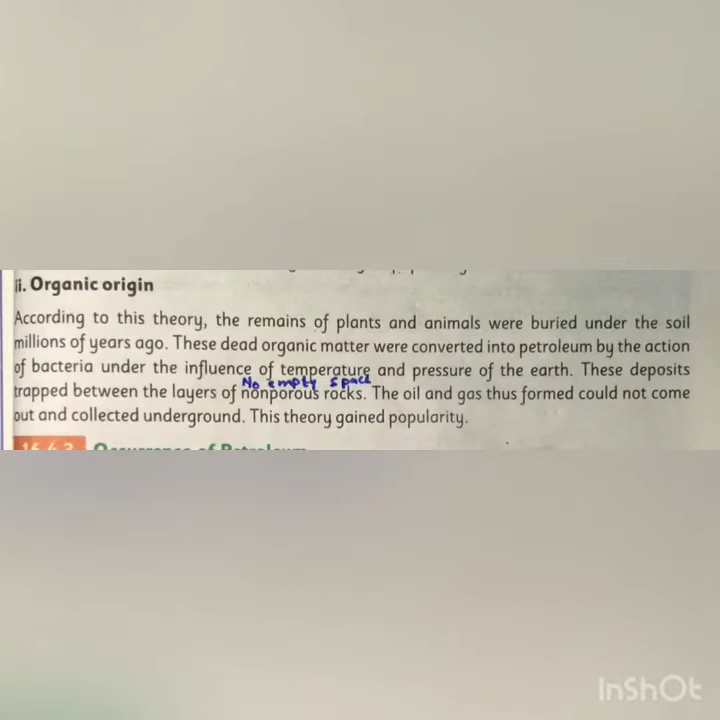 ii. Organic origin
According to this theory, the remains of plants and animals were buried under the soil
millions of years ago. These dead organic matter were converted into petroleum by the action
of bacteria under the influence of temperature and pressure of the earth. These deposits
No empty space
trapped between the layers of nonporous rocks. The oil and gas thus formed could not come
out and collected underground. This theory gained popularity.
InShOt